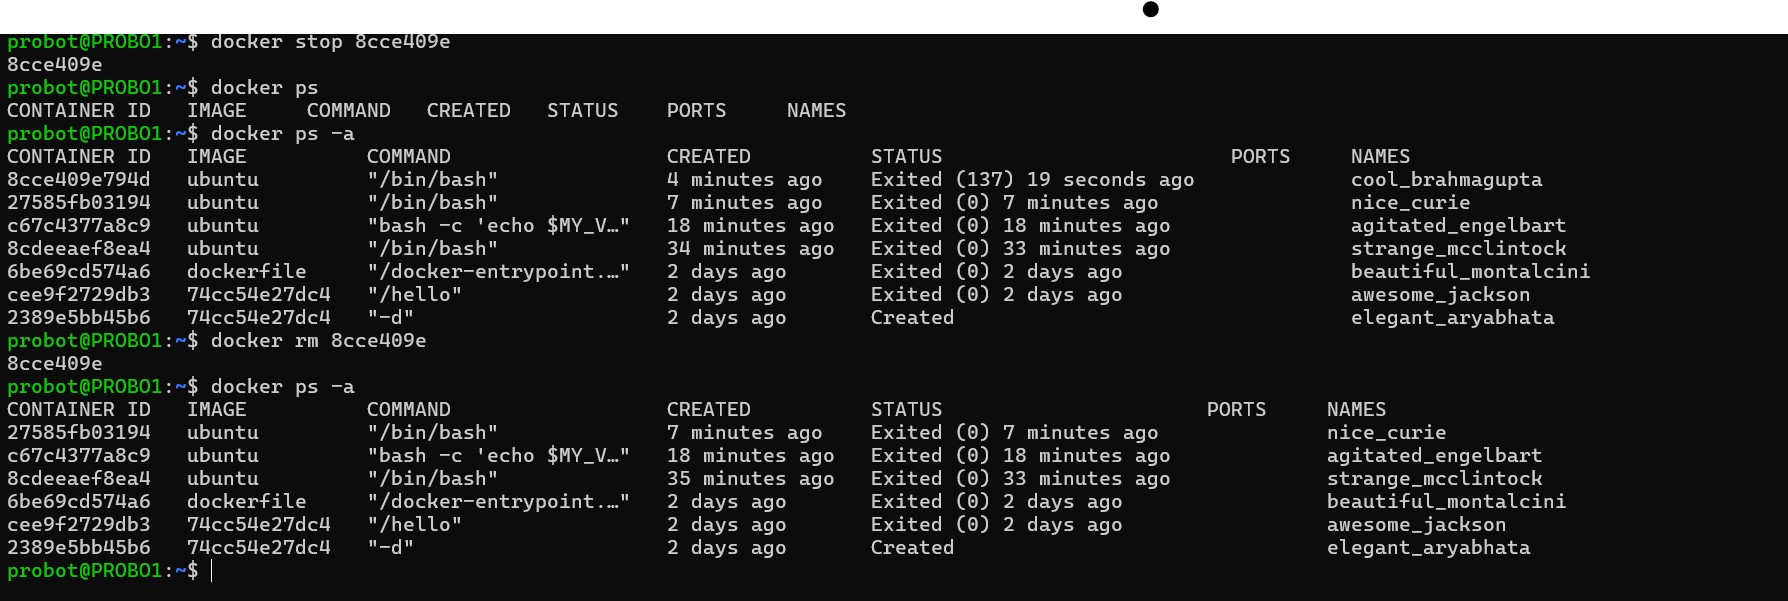 probot@PROBO1:~$ docker stop 8cce409e
8cce409e
probot@PROBO1:~$ docker ps
CONTAINER ID   IMAGE     COMMAND   CREATED   STATUS    PORTS     NAMES
probot@PROBO1:~$ docker ps -a
CONTAINER ID   IMAGE          COMMAND                  CREATED          STATUS                        PORTS     NAMES
8cce409e794d   ubuntu         "/bin/bash"              4 minutes ago    Exited (137) 19 seconds ago             cool_brahmagupta
27585fb03194   ubuntu         "/bin/bash"              7 minutes ago    Exited (0) 7 minutes ago                nice_curie
c67c4377a8c9   ubuntu         "bash -c 'echo $MY_V…"   18 minutes ago   Exited (0) 18 minutes ago               agitated_engelbart
8cdeeaef8ea4   ubuntu         "/bin/bash"              34 minutes ago   Exited (0) 33 minutes ago               strange_mcclintock
6be69cd574a6   dockerfile     "/docker-entrypoint.…"   2 days ago       Exited (0) 2 days ago                   beautiful_montalcini
cee9f2729db3   74cc54e27dc4   "/hello"                 2 days ago       Exited (0) 2 days ago                   awesome_jackson
2389e5bb45b6   74cc54e27dc4   "-d"                     2 days ago       Created                                 elegant_aryabhata
probot@PROBO1:~$ docker rm 8cce409e
8cce409e
probot@PROBO1:~$ docker ps -a
CONTAINER ID   IMAGE          COMMAND                  CREATED          STATUS                      PORTS     NAMES
27585fb03194   ubuntu         "/bin/bash"              7 minutes ago    Exited (0) 7 minutes ago              nice_curie
c67c4377a8c9   ubuntu         "bash -c 'echo $MY_V…"   18 minutes ago   Exited (0) 18 minutes ago             agitated_engelbart
8cdeeaef8ea4   ubuntu         "/bin/bash"              35 minutes ago   Exited (0) 33 minutes ago             strange_mcclintock
6be69cd574a6   dockerfile     "/docker-entrypoint.…"   2 days ago       Exited (0) 2 days ago                 beautiful_montalcini
cee9f2729db3   74cc54e27dc4   "/hello"                 2 days ago       Exited (0) 2 days ago                 awesome_jackson
2389e5bb45b6   74cc54e27dc4   "-d"                     2 days ago       Created                               elegant_aryabhata
probot@PROBO1:~$